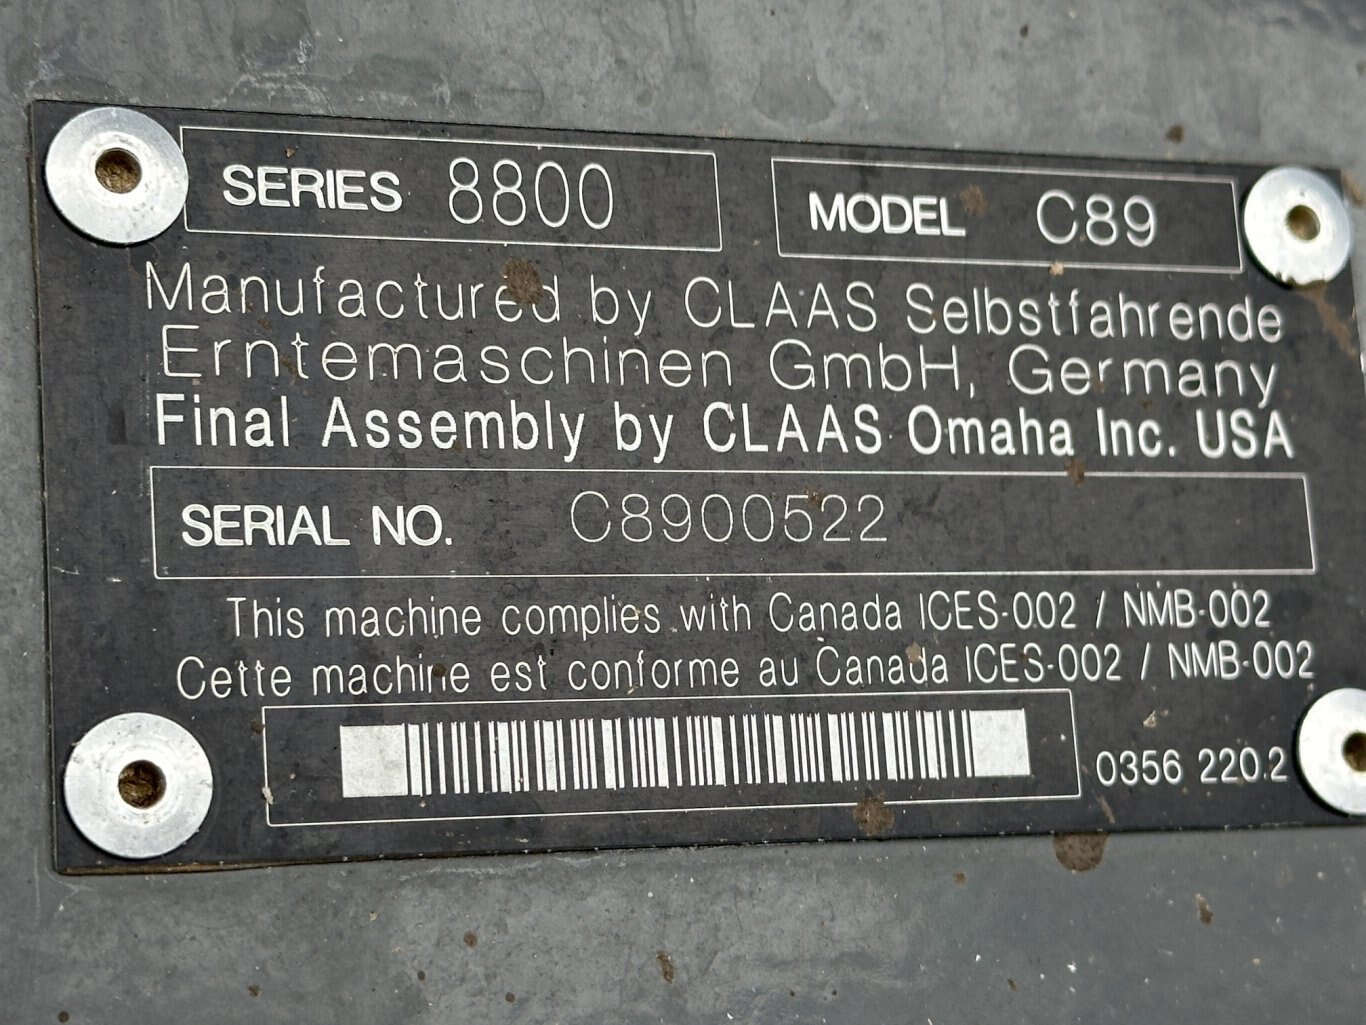 SERIES 8800 MODEL C89
Manufactured by CLAAS Selbstfahrende
Erntemaschinen GmbH, Germany
Final Assembly by CLAAS Omaha Inc. USA
SERIAL NO. C8900522
This machine complies with Canada ICES-002 / NMB-002
Cette machine est conforme au Canada ICES-002 / NMB-002
0356 220.2